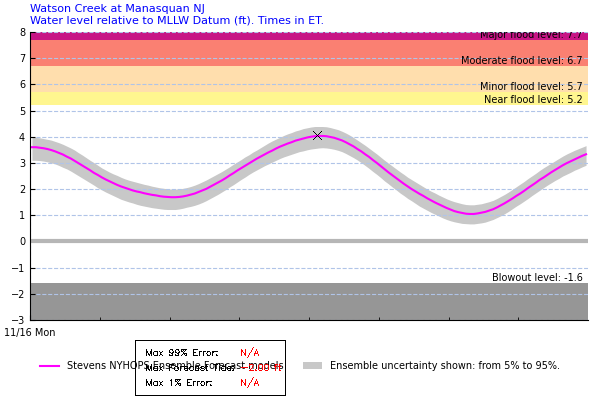 Watson Creek at Manasquan NJ
Water level relative to MLLW Datum (ft). Times in ET.
8
Major flood level: 7.7
7
Moderate flood level: 6.7
6
Minor flood level: 5.7
Near flood level: 5.2
5
4
3
2
1
0
−1
Blowout level: -1.6
−2
−3
11/16 Mon
Max 99% Error: N/A
Stevens NYHOPS Ensemble Forecast models
Ensemble uncertainty shown: from 5% to 95%.
Max Forecast Tide:
Max 1% Error: N/A